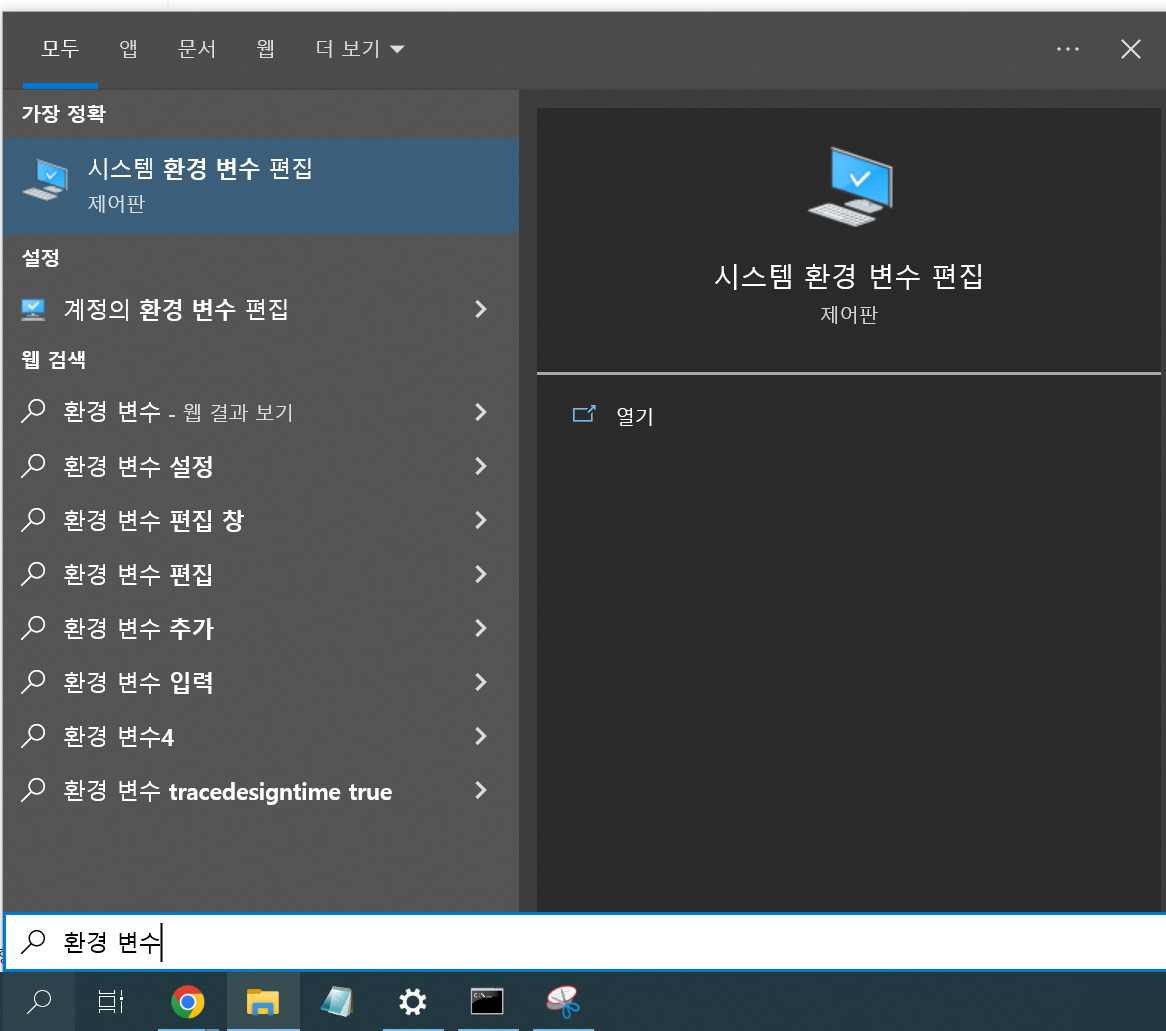 모두 앱 문서 웹 더 보기
가장 정확
시스템 환경 변수 편집
제어판
설정
계정의 환경 변수 편집
웹 검색
환경 변수 - 웹 결과 보기
환경 변수 설정
환경 변수 편집 창
환경 변수 편집
환경 변수 추가
환경 변수 입력
환경 변수4
환경 변수 tracedesigntime true
시스템 환경 변수 편집
제어판
열기
환경 변수